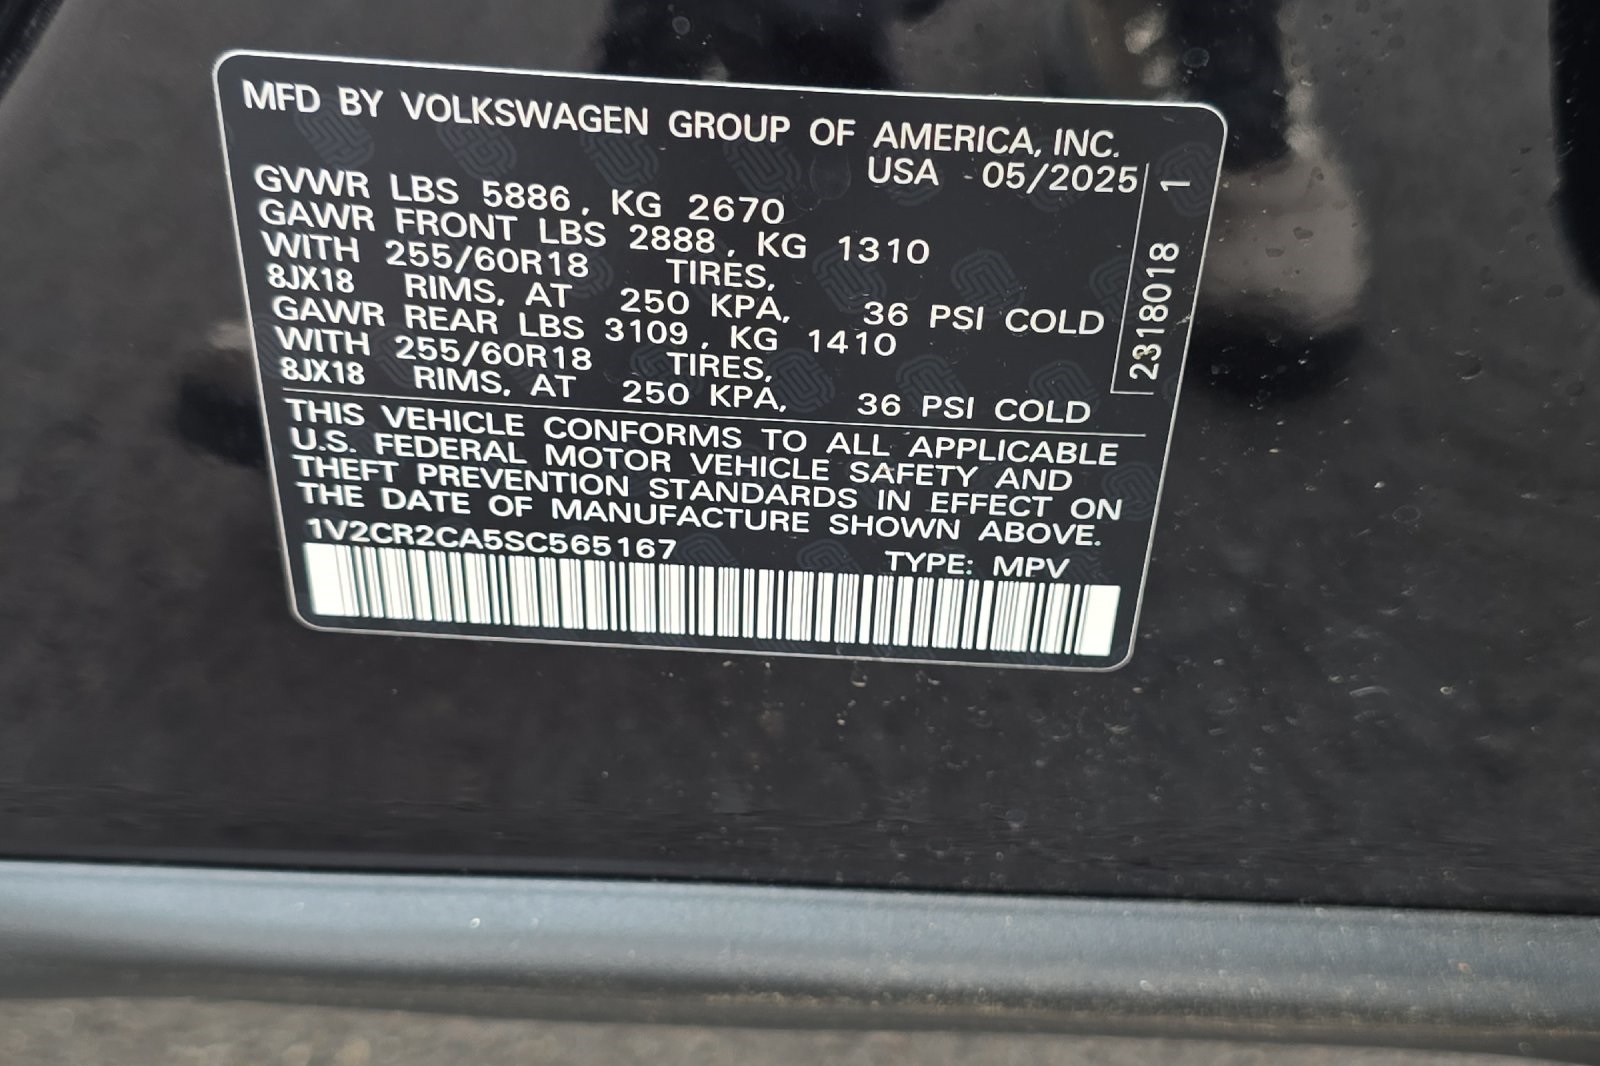 MFD BY VOLKSWAGEN GROUP OF AMERICA, INC.
USA - 05/2025
GVWR LBS 5886, KG 2670
GAWR FRONT LBS 2888, KG 1310
WITH 255/60R18 TIRES,
8JX18 RIMS, AT 250 KPA, 36 PSI COLD
GAWR REAR LBS 3109, KG 1410
WITH 255/60R18 TIRES,
8JX18 RIMS, AT 250 KPA, 36 PSI COLD
2318018 1
THIS VEHICLE CONFORMS TO ALL APPLICABLE
U.S. FEDERAL MOTOR VEHICLE SAFETY AND
THEFT PREVENTION STANDARDS IN EFFECT ON
THE DATE OF MANUFACTURE SHOWN ABOVE.
1V2CR2CA5SC565167 TYPE: MPV